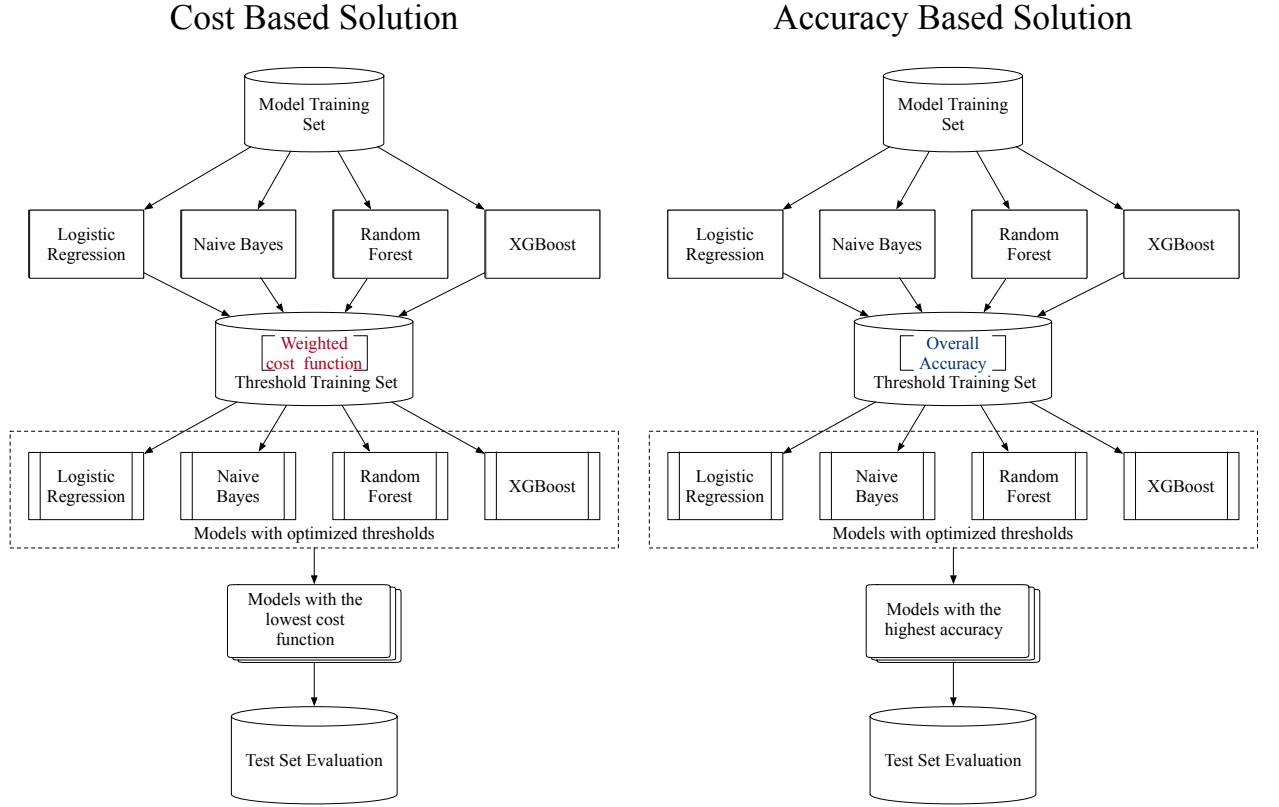 Cost Based Solution
Model Training
Set
Logistic
Regression
Naive Bayes
Random
Forest
XGBoost
Weighted
cost function
Threshold Training Set
Logistic
Regression
Naive
Bayes
Random
Forest
XGBoost
Models with optimized thresholds
Models with the
lowest cost
function
Test Set Evaluation
Accuracy Based Solution
Model Training
Set
Logistic
Regression
Naive Bayes
Random
Forest
XGBoost
Overall
Accuracy
Threshold Training Set
Logistic
Regression
Naive
Bayes
Random
Forest
XGBoost
Models with optimized thresholds
Models with the
highest accuracy
Test Set Evaluation